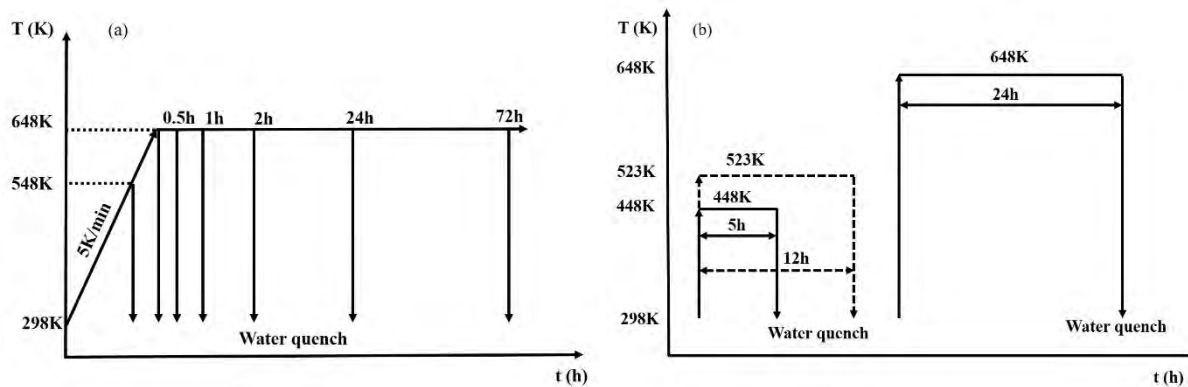 T (K)
(a)
648K
0.5h
1h
2h
24h
72h
548K
5K/min
298K
Water quench
t (h)
T (K)
(b)
648K
648K
24h
523K
523K
448K
448K
5h
12h
298K
Water quench
Water quench
t (h)